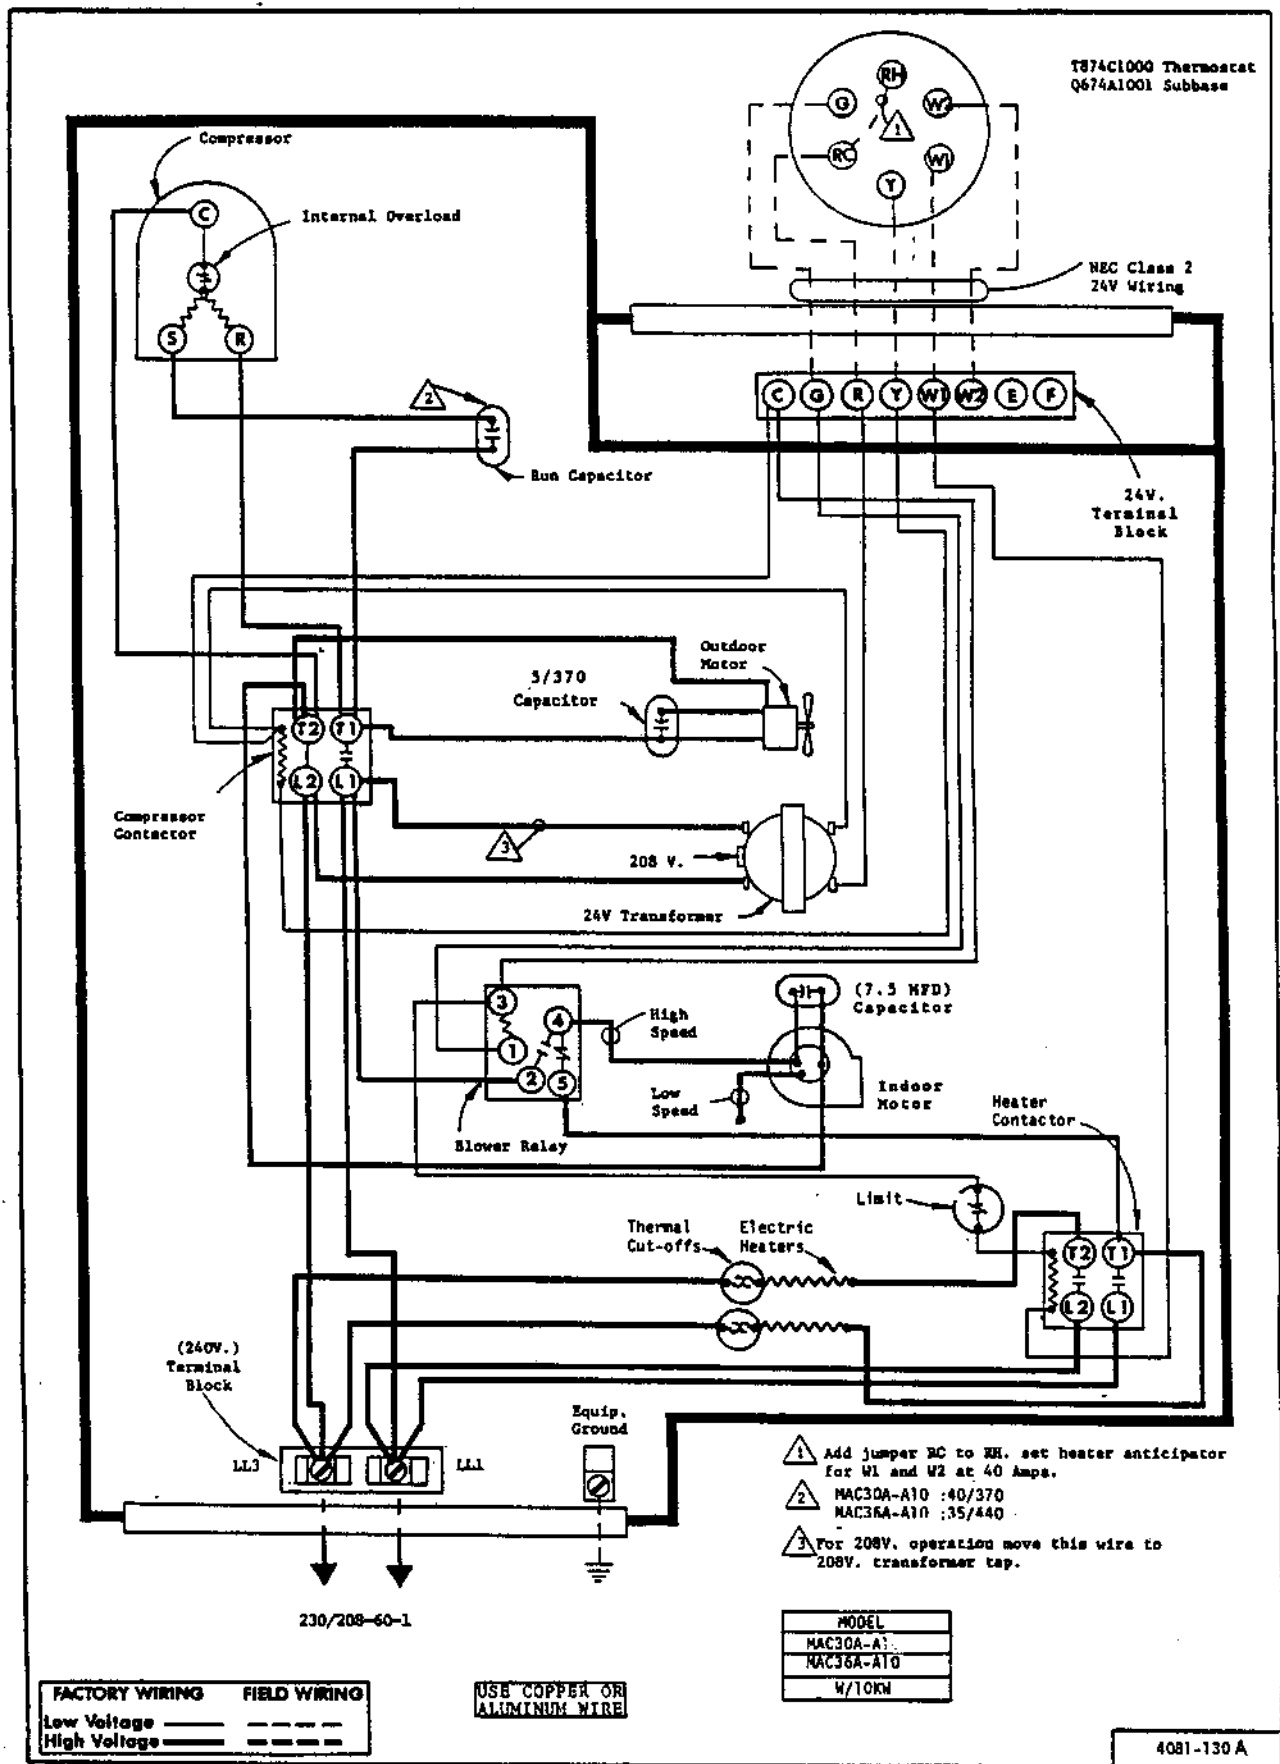 T874C1000 Thermostat
Q674A1001 Subbase
RH
G
W2
1
RC
W1
Y
Compressor
C
Internal Overload
S
R
NEC Class 2
24V Wiring
2
C
G
R
Y
W1
W2
E
F
Run Capacitor
24V.
Terminal
Block
Outdoor
Motor
5/370
Capacitor
T2
T1
L2
L1
Compressor
Contactor
3
208 V.
24V Transformer
3
4
1
2
5
High
Speed
(7.5 MFD)
Capacitor
Low
Speed
Indoor
Motor
Heater
Contactor
Blower Relay
Limit
Thermal
Cut-offs
Electric
Heaters
T2
T1
L2
L1
(240V.)
Terminal
Block
Equip.
Ground
LL3
LL1
1 Add jumper RC to RH. set heater anticipator
for W1 and W2 at 40 Amps.
2 MAC30A-A10 :40/370
MAC36A-A10 :35/440
3 For 208V. operation move this wire to
208V. transformer tap.
230/208-60-1
MODEL
MAC30A-A1
MAC36A-A10
W/10KW
FACTORY WIRING FIELD WIRING
Low Voltage
High Voltage
USE COPPER OR
ALUMINUM WIRE
4081-130 A